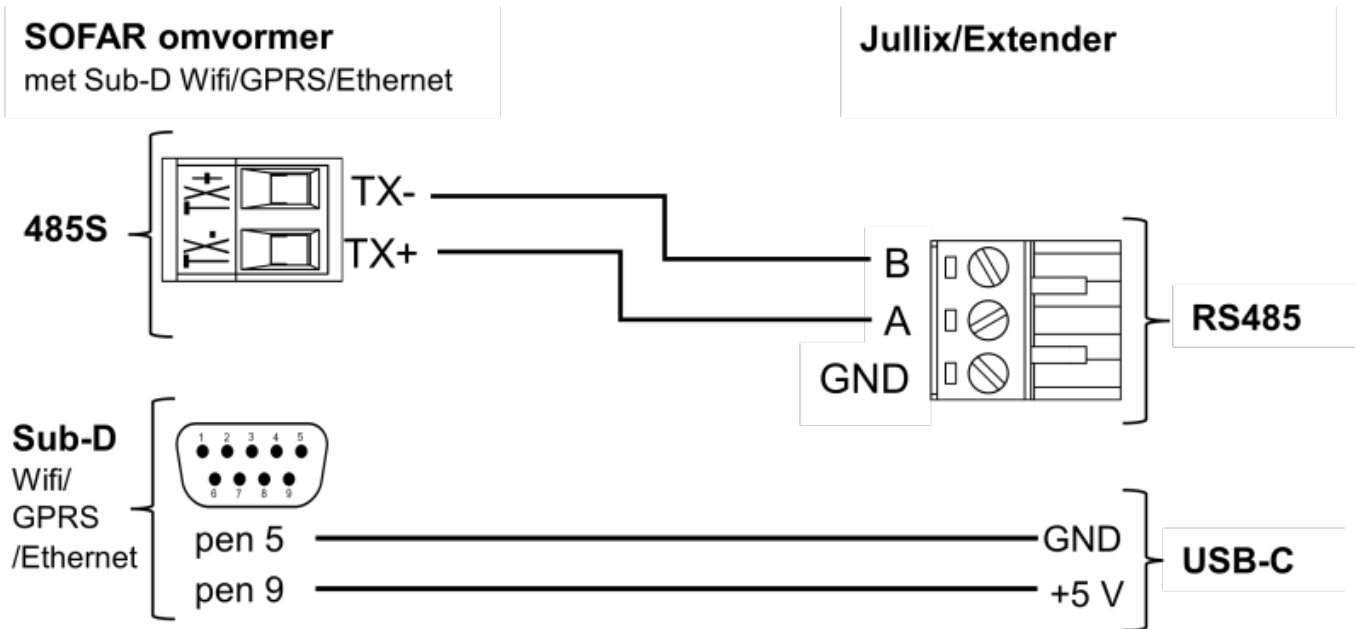 SOFAR omvormer
met Sub-D Wifi/GPRS/Ethernet
Jullix/Extender
485S
TX+
TX-
TX-
TX+
B
A
GND
RS485
Sub-D
Wifi/
GPRS
/Ethernet
1 2 3 4 5
6 7 8 9
pen 5
GND
pen 9
+5 V
USB-C